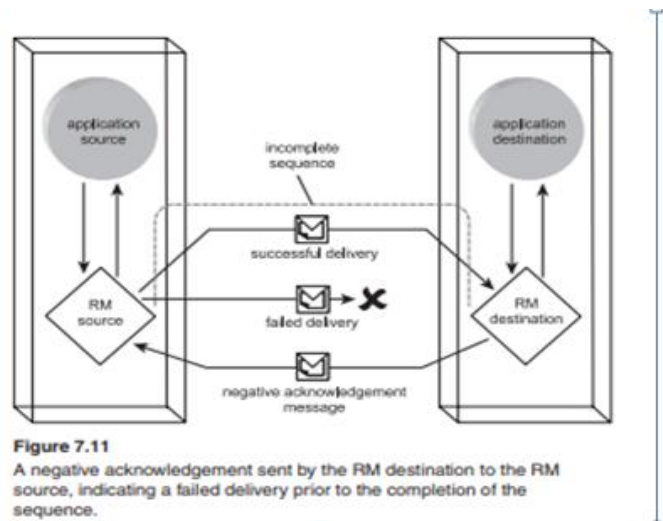 application
source
application
destination
incomplete
sequence
successful delivery
RM
source
RM
destination
failed delivery
negative acknowledgement
message
Figure 7.11
A negative acknowledgement sent by the RM destination to the RM
source, indicating a failed delivery prior to the completion of the
sequence.